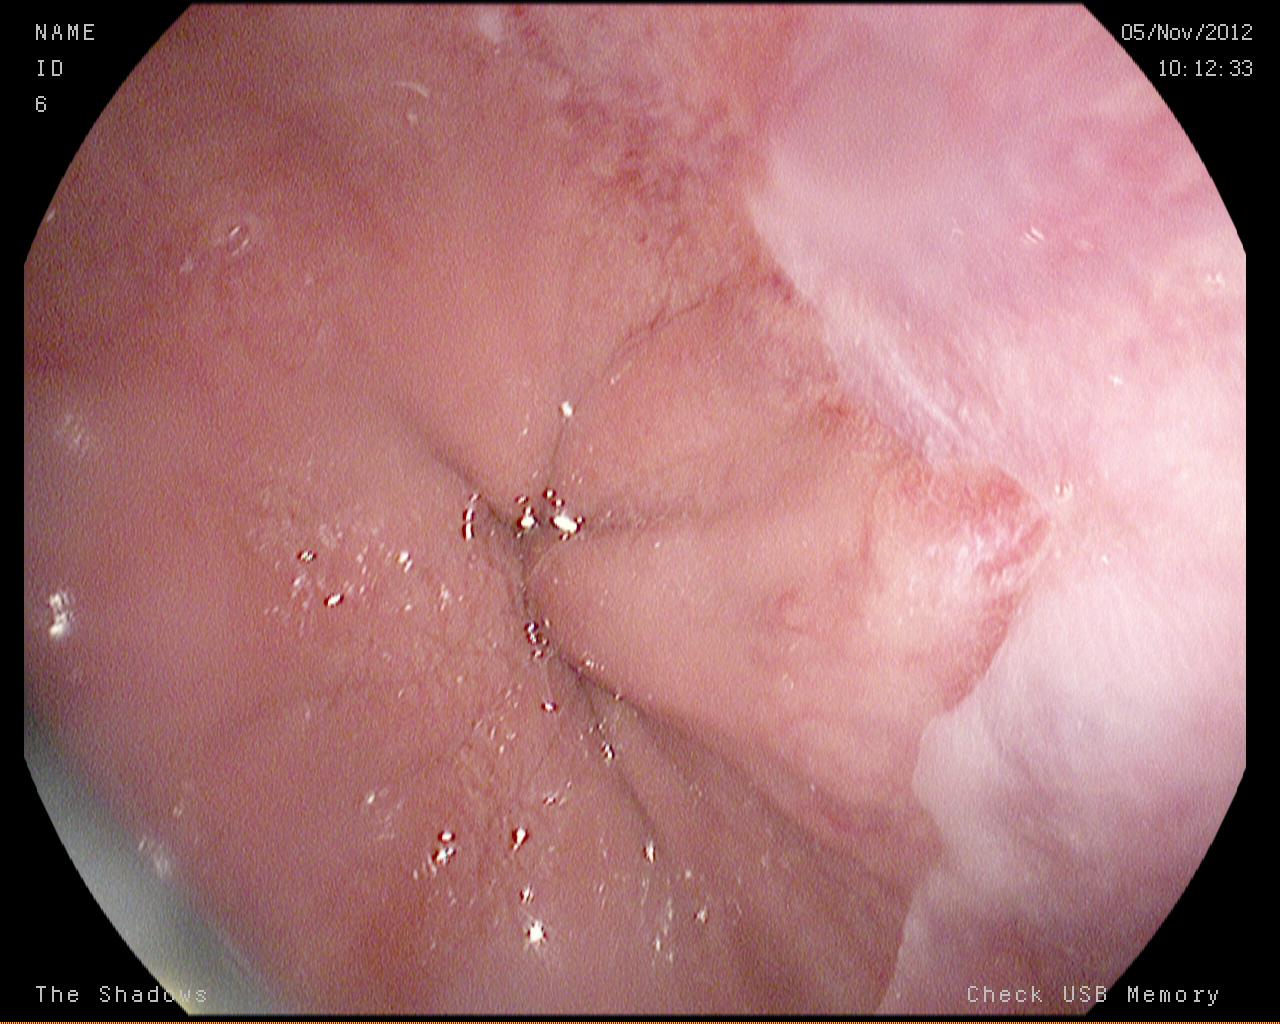 NAME
ID
6
05/Nov/2012
10:12:33
The Shadows
Check USB Memory